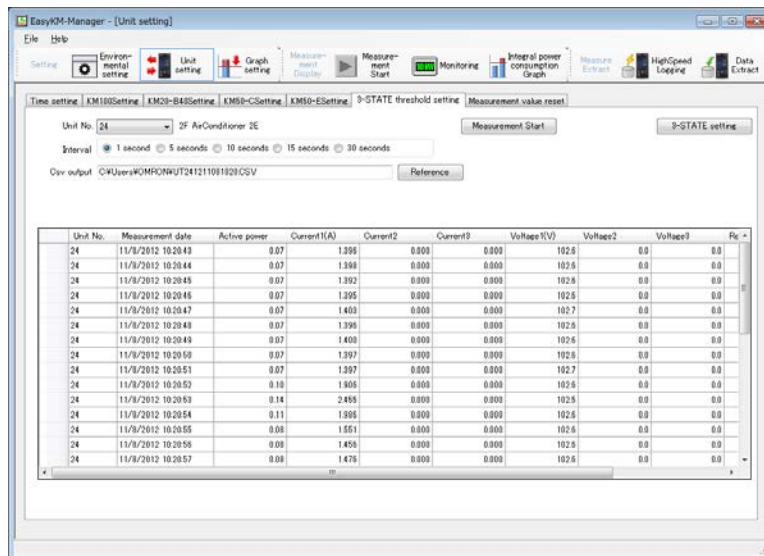 EasyKM-Manager - [Unit setting]
File Help
Setting
Environ-
mental
setting
Unit
setting
Graph
setting
Measure-
ment
Display
Measure-
ment
Start
Monitoring
Integral power
consumption
Graph
Measure
Extract
HighSpeed
Logging
Data
Extract
Time setting KM100Setting KM20-B40Setting KM50-CSetting KM50-ESetting 3-STATE threshold setting Measurement value reset
Unit No. 24 2F AirConditioner 2E Measurement Start 3-STATE setting
Interval 1 second 5 seconds 10 seconds 15 seconds 30 seconds
Csv output C¥Users¥OMRON¥UT241211081020.CSV Reference
Unit No. Measurement date Active power Current1(A) Current2 Current3 Voltage1(V) Voltage2 Voltage3 Re
24 11/8/2012 10:20:43 0.07 1.395 0.000 0.000 102.6 0.0 0.0
24 11/8/2012 10:20:44 0.07 1.398 0.000 0.000 102.6 0.0 0.0
24 11/8/2012 10:20:45 0.07 1.392 0.000 0.000 102.6 0.0 0.0
24 11/8/2012 10:20:46 0.07 1.395 0.000 0.000 102.6 0.0 0.0
24 11/8/2012 10:20:47 0.07 1.403 0.000 0.000 102.7 0.0 0.0
24 11/8/2012 10:20:48 0.07 1.395 0.000 0.000 102.6 0.0 0.0
24 11/8/2012 10:20:49 0.07 1.400 0.000 0.000 102.6 0.0 0.0
24 11/8/2012 10:20:50 0.07 1.397 0.000 0.000 102.6 0.0 0.0
24 11/8/2012 10:20:51 0.07 1.397 0.000 0.000 102.7 0.0 0.0
24 11/8/2012 10:20:52 0.10 1.906 0.000 0.000 102.6 0.0 0.0
24 11/8/2012 10:20:53 0.14 2.455 0.000 0.000 102.5 0.0 0.0
24 11/8/2012 10:20:54 0.11 1.986 0.000 0.000 102.6 0.0 0.0
24 11/8/2012 10:20:55 0.08 1.551 0.000 0.000 102.6 0.0 0.0
24 11/8/2012 10:20:56 0.08 1.455 0.000 0.000 102.6 0.0 0.0
24 11/8/2012 10:20:57 0.08 1.476 0.000 0.000 102.6 0.0 0.0